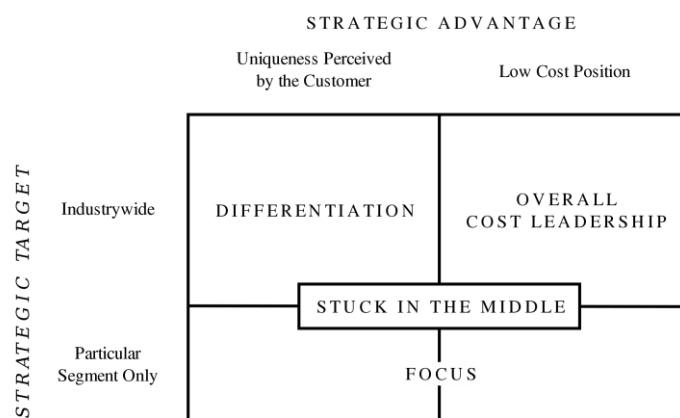 STRATEGIC ADVANTAGE
Uniqueness Perceived
by the Customer
Low Cost Position
STRATEGIC TARGET
Industrywide
DIFFERENTIATION
OVERALL
COST LEADERSHIP
STUCK IN THE MIDDLE
Particular
Segment Only
FOCUS